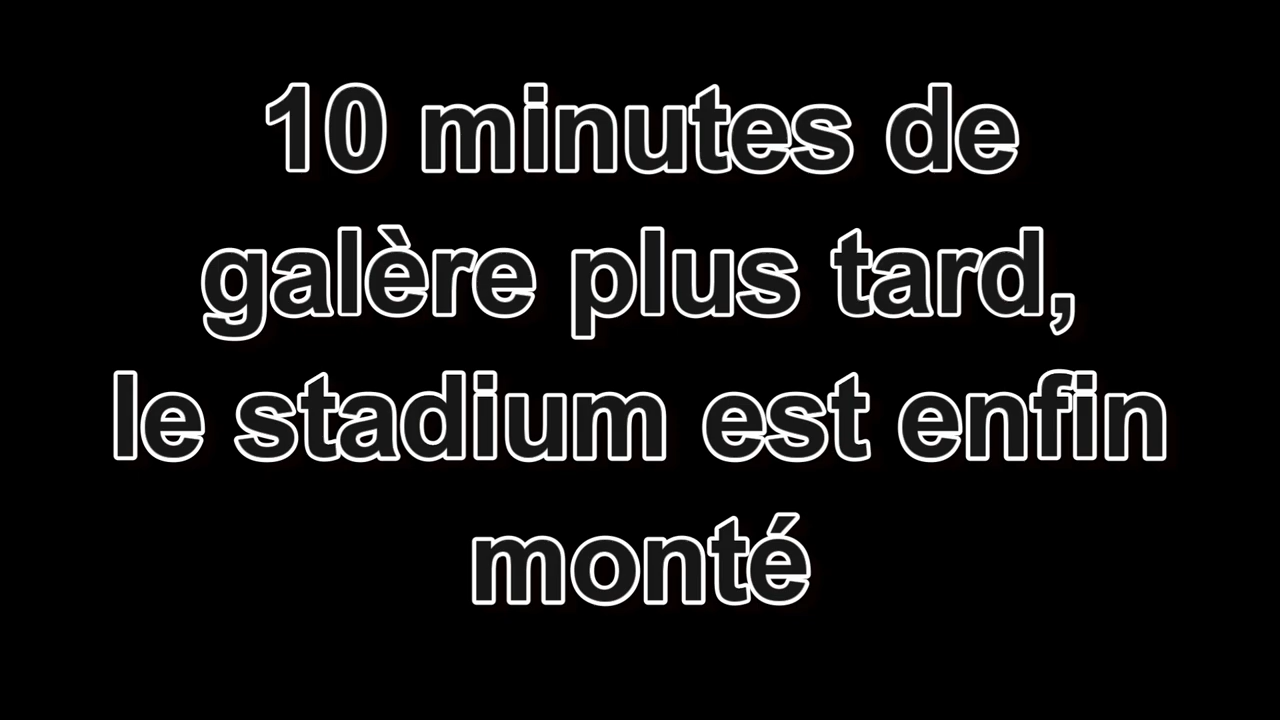 10 minutes de
galère plus tard,
le stadium est enfin
monté